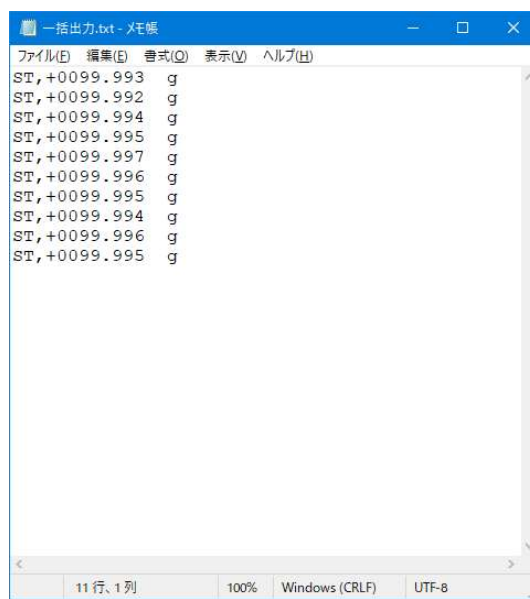 一括出力.txt - メモ帳
ファイル(F) 編集(E) 書式(O) 表示(V) ヘルプ(H)
ST,+0099.993  g
ST,+0099.992  g
ST,+0099.994  g
ST,+0099.995  g
ST,+0099.997  g
ST,+0099.996  g
ST,+0099.995  g
ST,+0099.994  g
ST,+0099.996  g
ST,+0099.995  g
11 行、1 列 100% Windows (CRLF) UTF-8